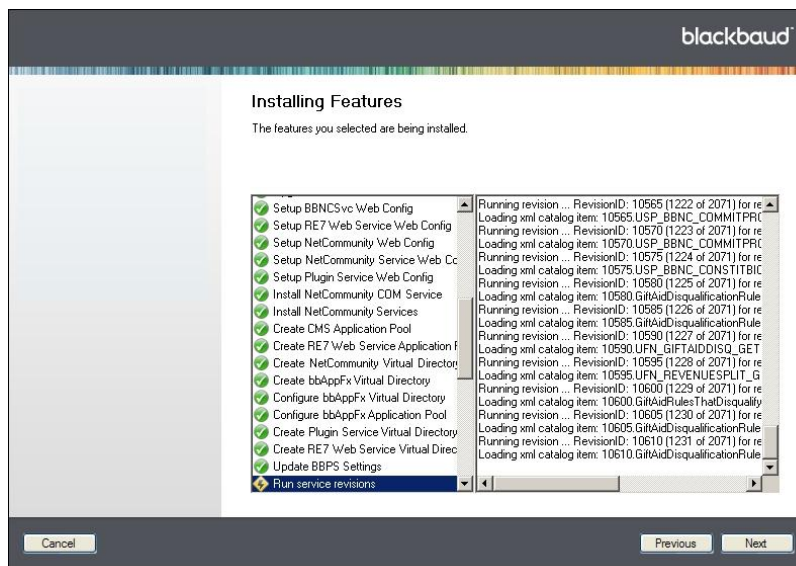 blackbaud
Installing Features
The features you selected are being installed.
Setup BBNCSvc Web Config
Setup RE7 Web Service Web Config
Setup NetCommunity Web Config
Setup NetCommunity Service Web Co
Setup Plugin Service Web Config
Install NetCommunity COM Service
Install NetCommunity Services
Create CMS Application Pool
Create RE7 Web Service Application F
Create NetCommunity Virtual Directory
Create bbAppFx Virtual Directory
Configure bbAppFx Virtual Directory
Configure bbAppFx Application Pool
Create Plugin Service Virtual Directory
Create RE7 Web Service Virtual Direc
Update BBPS Settings
Run service revisions
Running revision ... RevisionID: 10565 (1222 of 2071) for re
Loading xml catalog item: 10565.USP_BBNC_COMMITPRO
Running revision ... RevisionID: 10570 (1223 of 2071) for re
Loading xml catalog item: 10570.USP_BBNC_COMMITPRO
Running revision ... RevisionID: 10575 (1224 of 2071) for re
Loading xml catalog item: 10575.USP_BBNC_CONSTITBIO
Running revision ... RevisionID: 10580 (1225 of 2071) for re
Loading xml catalog item: 10580.GiftAidDisqualificationRule
Running revision ... RevisionID: 10585 (1226 of 2071) for re
Loading xml catalog item: 10585.GiftAidDisqualificationRule
Running revision ... RevisionID: 10590 (1227 of 2071) for re
Loading xml catalog item: 10590.UFN_GIFTAIDDISQ_GET
Running revision ... RevisionID: 10595 (1228 of 2071) for re
Loading xml catalog item: 10595.UFN_REVENUESPLIT_G
Running revision ... RevisionID: 10600 (1229 of 2071) for re
Loading xml catalog item: 10600.GiftAidRulesThatDisqualify
Running revision ... RevisionID: 10605 (1230 of 2071) for re
Loading xml catalog item: 10605.GiftAidDisqualificationRule
Running revision ... RevisionID: 10610 (1231 of 2071) for re
Loading xml catalog item: 10610.GiftAidDisqualificationRule
Cancel
Previous
Next